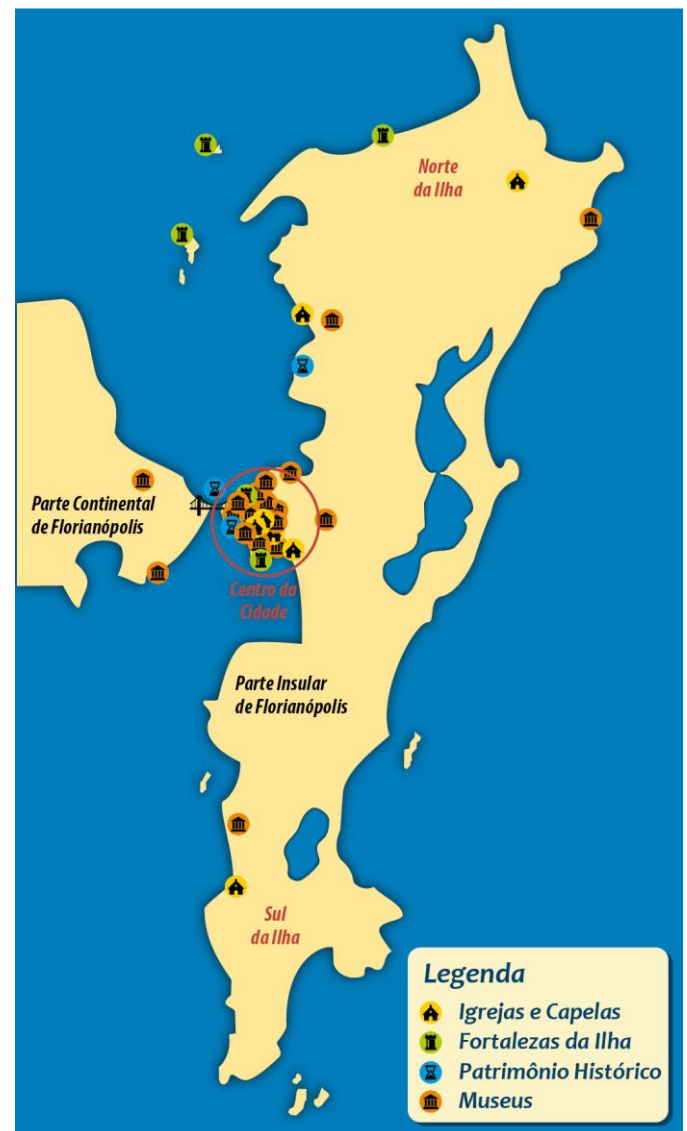 Norte
da Ilha
Parte Continental
de Florianópolis
Centro da
Cidade
Parte Insular
de Florianópolis
Sul
da Ilha
Legenda
Igrejas e Capelas
Fortalezas da Ilha
Patrimônio Histórico
Museus